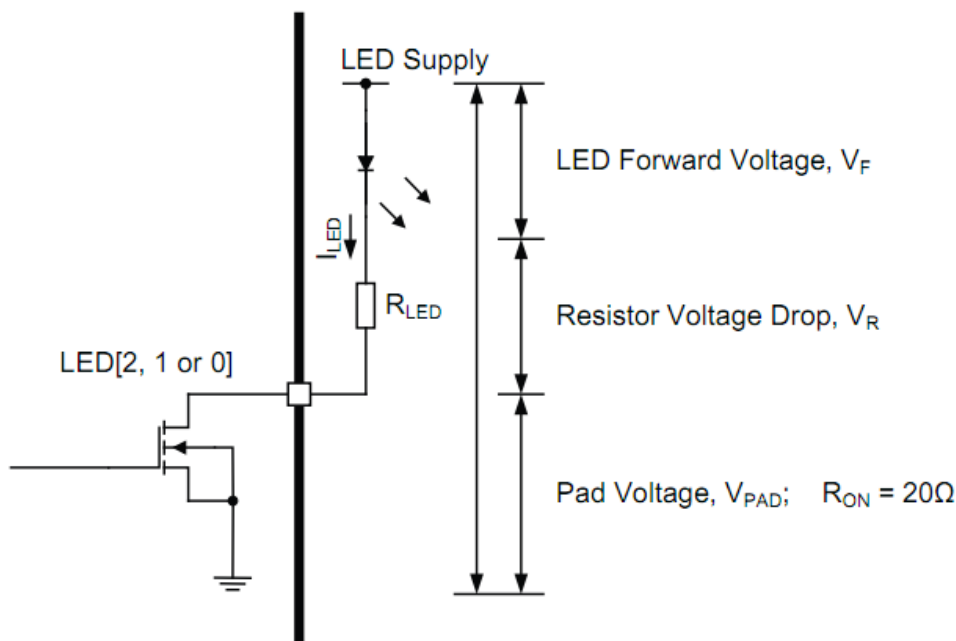 LED Supply
LED Forward Voltage, VF
ILED
RLED
Resistor Voltage Drop, VR
LED[2, 1 or 0]
Pad Voltage, VPAD; RON = 20Ω